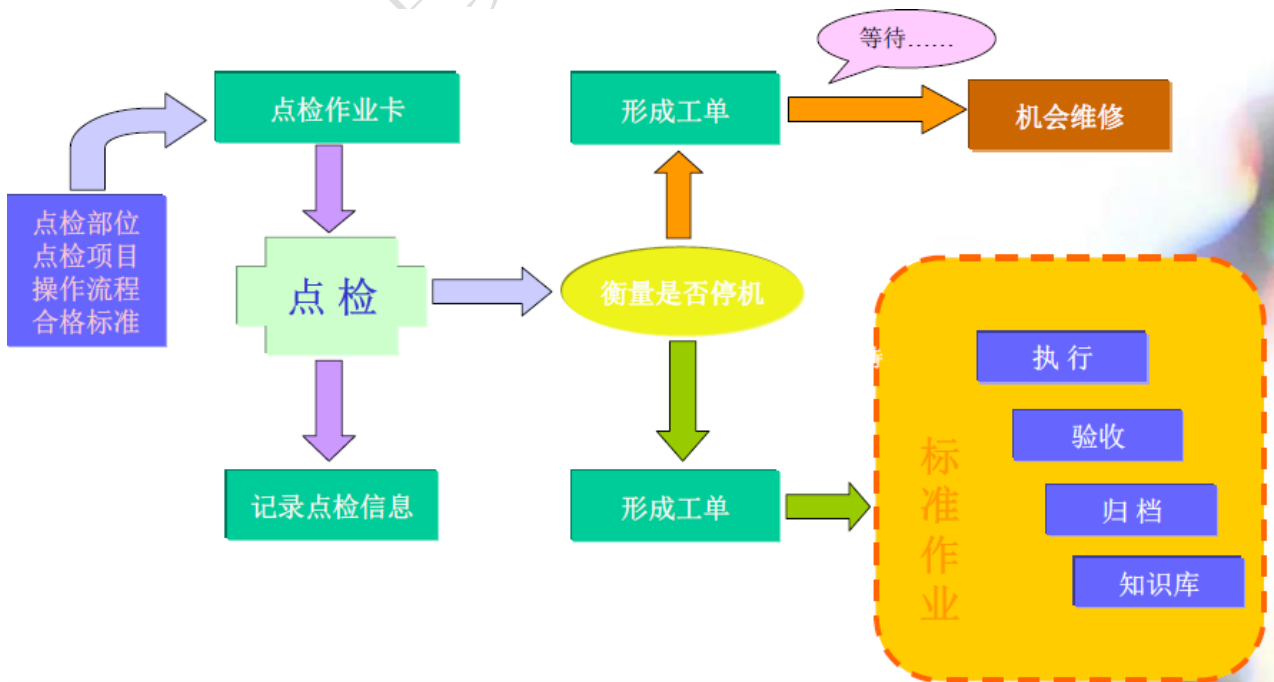 等待……
点检作业卡
形成工单
机会维修
点检部位
点检项目
操作流程
合格标准
点 检
衡量是否停机
执 行
验收
标
准
作
业
记录点检信息
形成工单
归 档
知识库